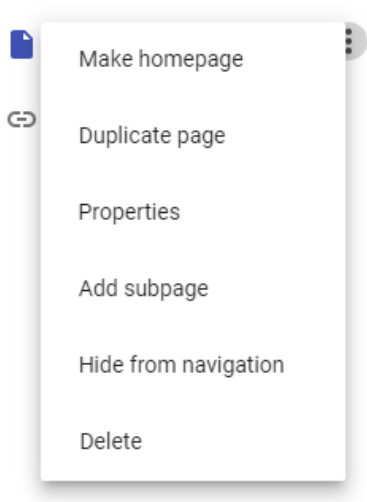 Make homepage
Duplicate page
Properties
Add subpage
Hide from navigation
Delete